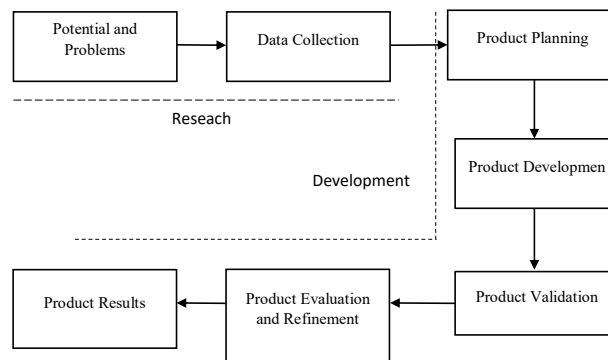 Potential and
Problems
Data Collection
Product Planning
Reseach
Development
Product Developmen
Product Results
Product Evaluation
and Refinement
Product Validation